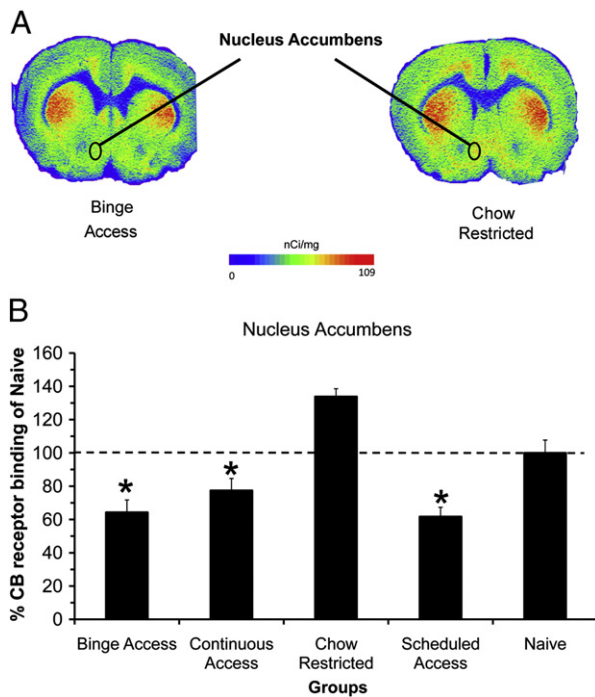 A
Nucleus Accumbens
Binge
Access
Chow
Restricted
nCi/mg
0
109
B
Nucleus Accumbens
% CB receptor binding of Naive
160
140
120
100
80
60
40
20
0
*
*
*
Binge Access
Continuous
Access
Chow
Restricted
Scheduled
Access
Naive
Groups